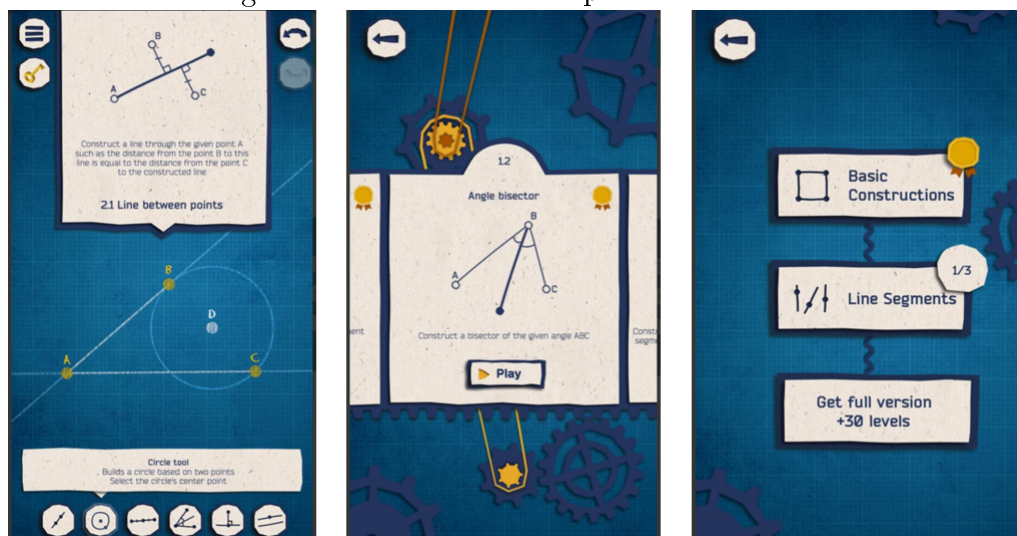 B
A
C
Construct a line through the given point A
such as the distance from the point B to this
line is equal to the distance from the point C
to the constructed line
2.1 Line between points
B
D
A
C
Circle tool
Builds a circle based on two points
Select the circle's center point
1.2
Angle bisector
B
A
C
Construct a bisector of the given angle ABC
Play
Basic
Constructions
1/3
Line Segments
Get full version
+30 levels